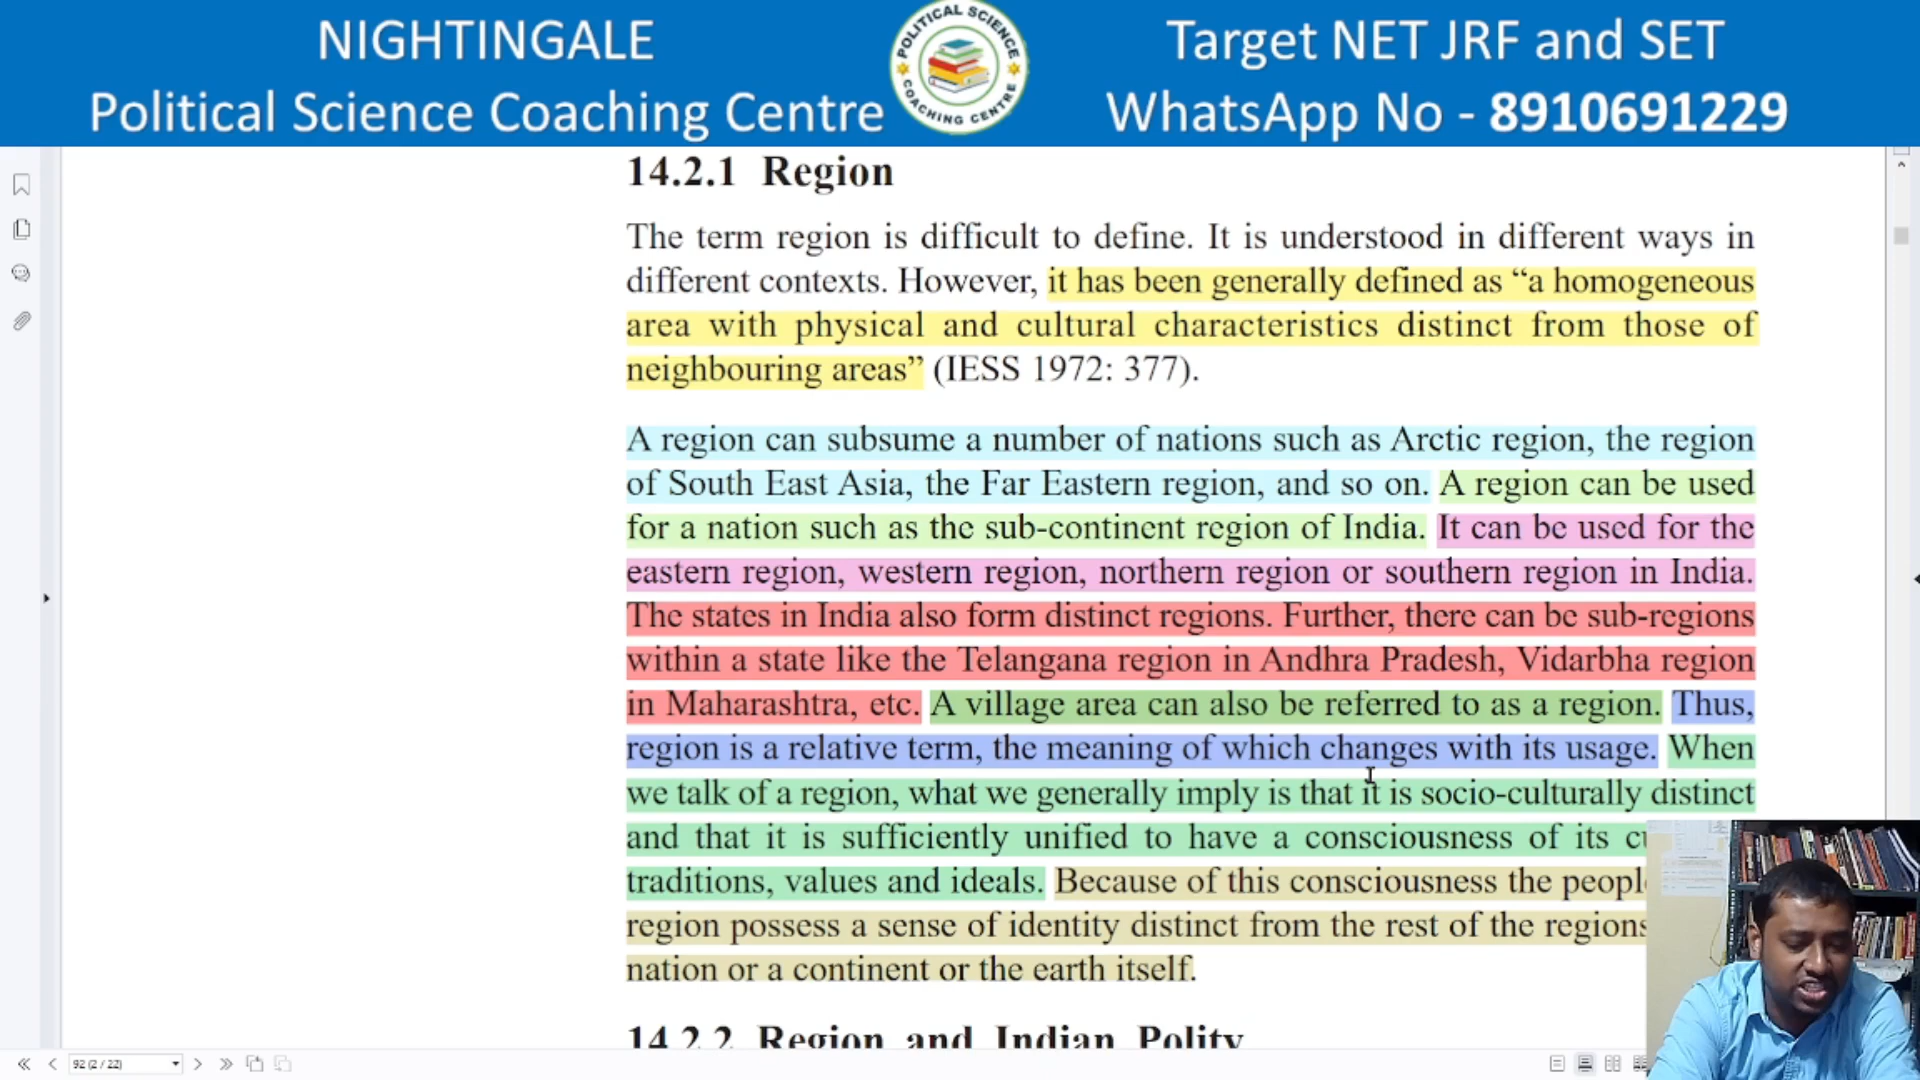 NIGHTINGALE
Political Science Coaching Centre
POLITICAL SCIENCE
COACHING CENTRE
Target NET JRF and SET
WhatsApp No - 8910691229
14.2.1 Region
The term region is difficult to define. It is understood in different ways in
different contexts. However, it has been generally defined as “a homogeneous
area with physical and cultural characteristics distinct from those of
neighbouring areas” (IESS 1972: 377).
A region can subsume a number of nations such as Arctic region, the region
of South East Asia, the Far Eastern region, and so on. A region can be used
for a nation such as the sub-continent region of India. It can be used for the
eastern region, western region, northern region or southern region in India.
The states in India also form distinct regions. Further, there can be sub-regions
within a state like the Telangana region in Andhra Pradesh, Vidarbha region
in Maharashtra, etc. A village area can also be referred to as a region. Thus,
region is a relative term, the meaning of which changes with its usage. When
we talk of a region, what we generally imply is that it is socio-culturally distinct
and that it is sufficiently unified to have a consciousness of its
traditions, values and ideals. Because of this consciousness the
region possess a sense of identity distinct from the rest of the regions
nation or a continent or the earth itself.
14.2.2 Region and Indian Polity
92 (2 / 22)